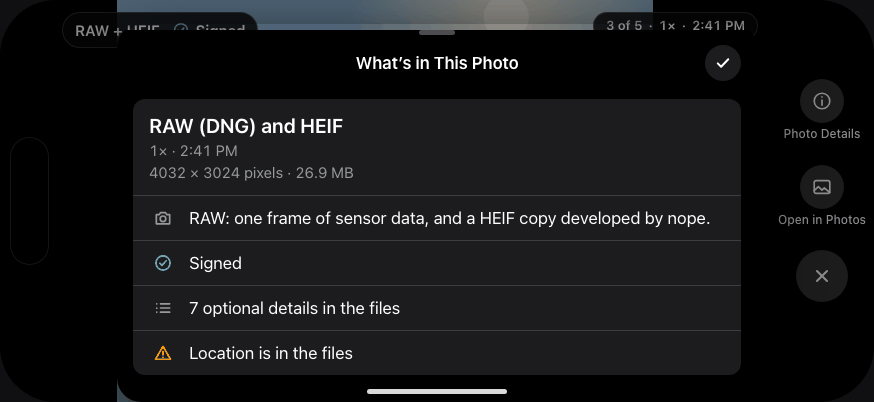 RAW + HEIF Signed
3 of 5 · 1× · 2:41 PM
What's in This Photo
RAW (DNG) and HEIF
1× · 2:41 PM
4032 × 3024 pixels · 26.9 MB
RAW: one frame of sensor data, and a HEIF copy developed by nope.
Signed
7 optional details in the files
Location is in the files
Photo Details
Open in Photos